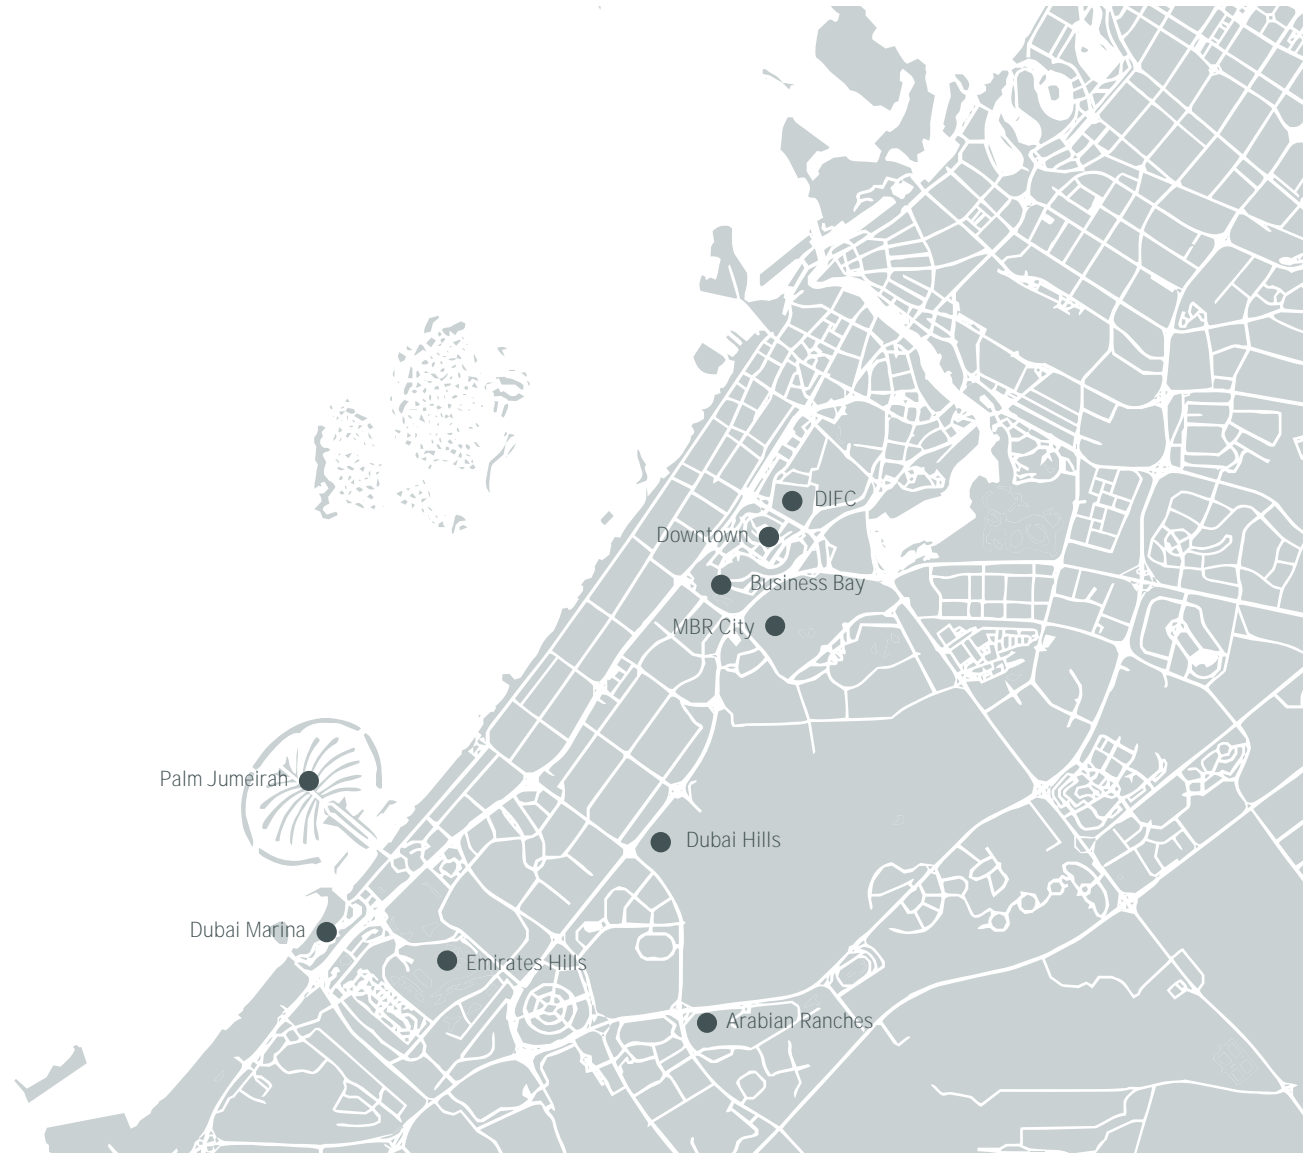 DIFC
Downtown
Business Bay
MBR City
Palm Jumeirah
Dubai Hills
Dubai Marina
Emirates Hills
Arabian Ranches